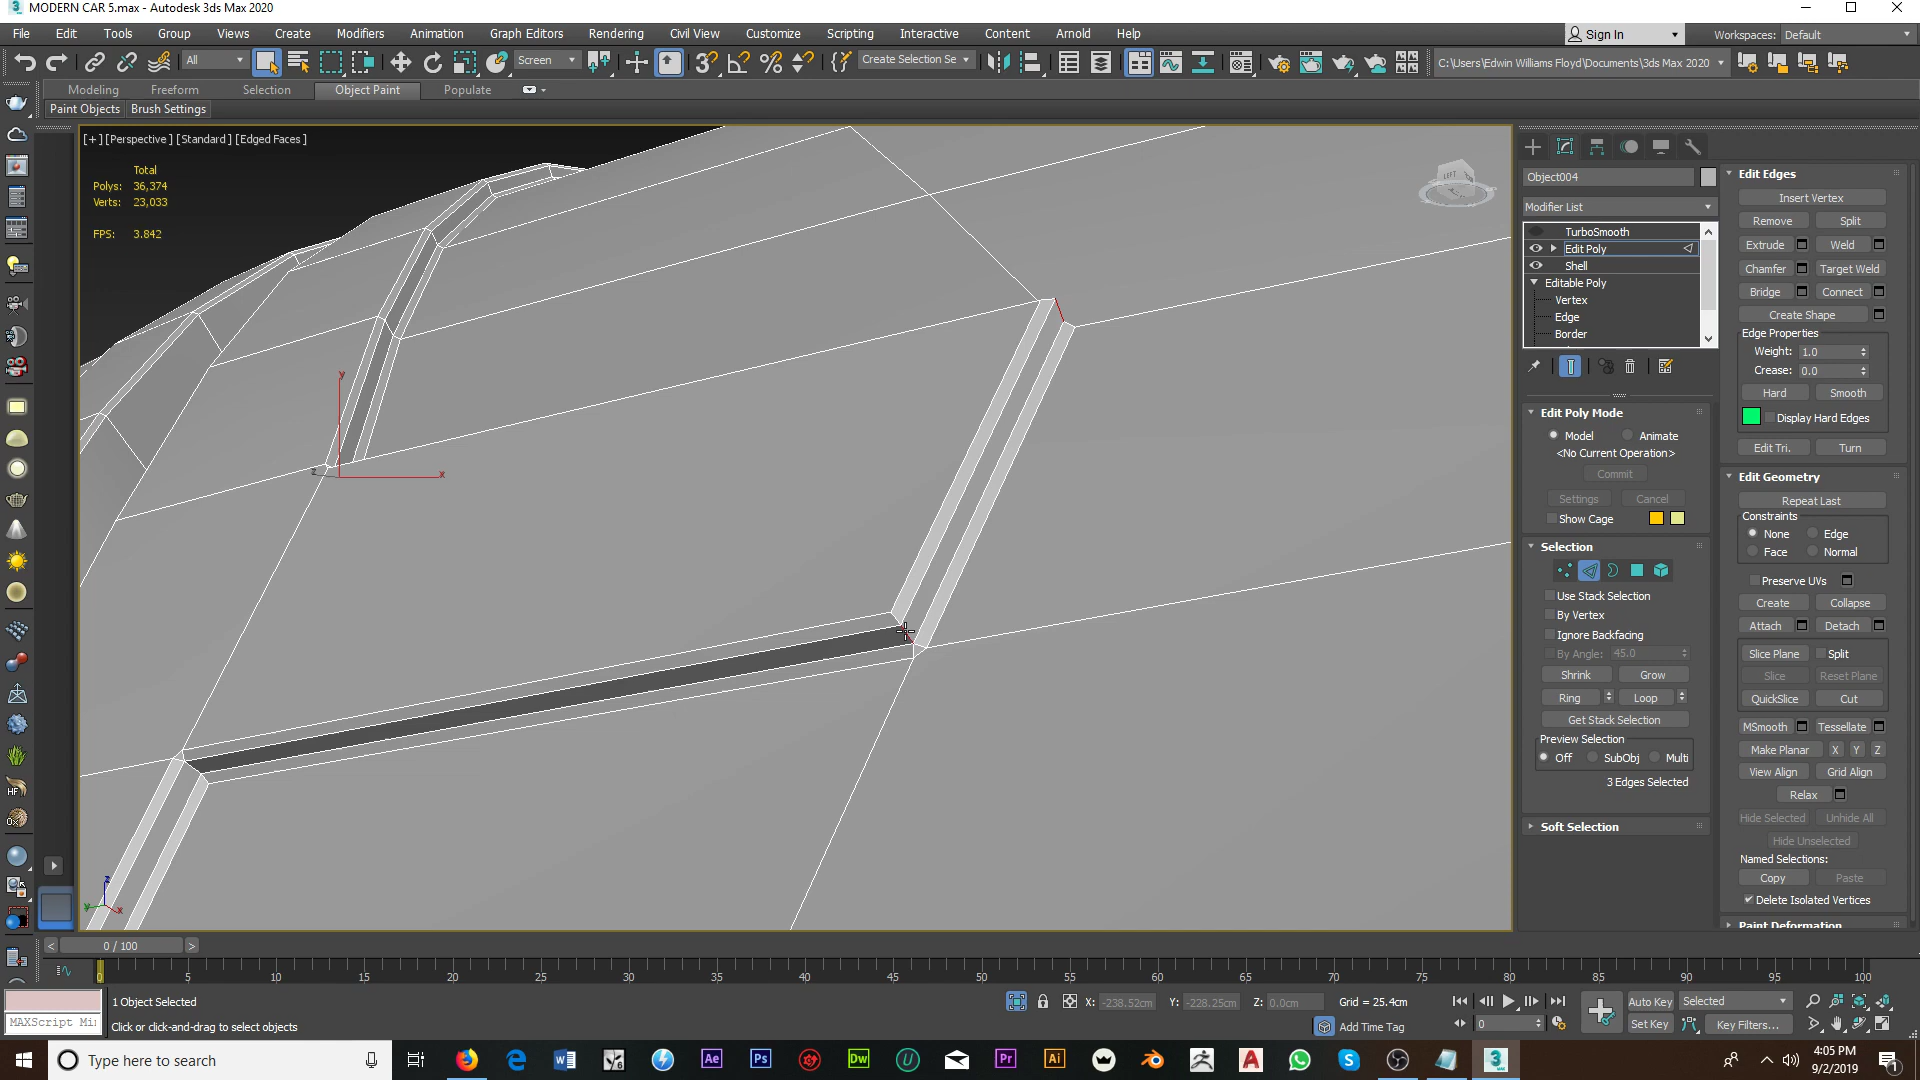 MODERN CAR 5.max - Autodesk 3ds Max 2020
File Edit Tools Group Views Create Modifiers Animation Graph Editors Rendering Civil View Customize Scripting Interactive Content Arnold Help
Sign In Workspaces: Default
All Screen Create Selection Se C:\Users\Edwin Williams Floyd\Documents\3ds Max 2020
Modeling Freeform Selection Object Paint Populate
Paint Objects Brush Settings
[+] [Perspective ] [Standard ] [Edged Faces ]
Total
Polys: 36,374
Verts: 23,033
FPS: 3.842
LEFT
y
z x
z
y x
Object004
Modifier List
TurboSmooth
Edit Poly
Shell
Editable Poly
Vertex
Edge
Border
Edit Poly Mode
Model Animate
<No Current Operation>
Commit
Settings Cancel
Show Cage
Selection
Use Stack Selection
By Vertex
Ignore Backfacing
By Angle: 45.0
Shrink Grow
Ring Loop
Get Stack Selection
Preview Selection
Off SubObj Multi
3 Edges Selected
Soft Selection
Edit Edges
Insert Vertex
Remove Split
Extrude Weld
Chamfer Target Weld
Bridge Connect
Create Shape
Edge Properties
Weight: 1.0
Crease: 0.0
Hard Smooth
Display Hard Edges
Edit Tri. Turn
Edit Geometry
Repeat Last
Constraints
None Edge
Face Normal
Preserve UVs
Create Collapse
Attach Detach
Slice Plane Split
Slice Reset Plane
QuickSlice Cut
MSmooth Tessellate
Make Planar X Y Z
View Align Grid Align
Relax
Hide Selected Unhide All
Hide Unselected
Named Selections:
Copy Paste
Delete Isolated Vertices
Paint Deformation
< 0 / 100 >
0 5 10 15 20 25 30 35 40 45 50 55 60 65 70 75 80 85 90 95 100
1 Object Selected
X: -238.52cm Y: -228.25cm Z: 0.0cm Grid = 25.4cm
Auto Key Selected
MAXScript Mi
Click or click-and-drag to select objects
Add Time Tag
0
Set Key Key Filters...
Type here to search
Ae Ps Dw Pr Ai
4:05 PM
9/2/2019
1